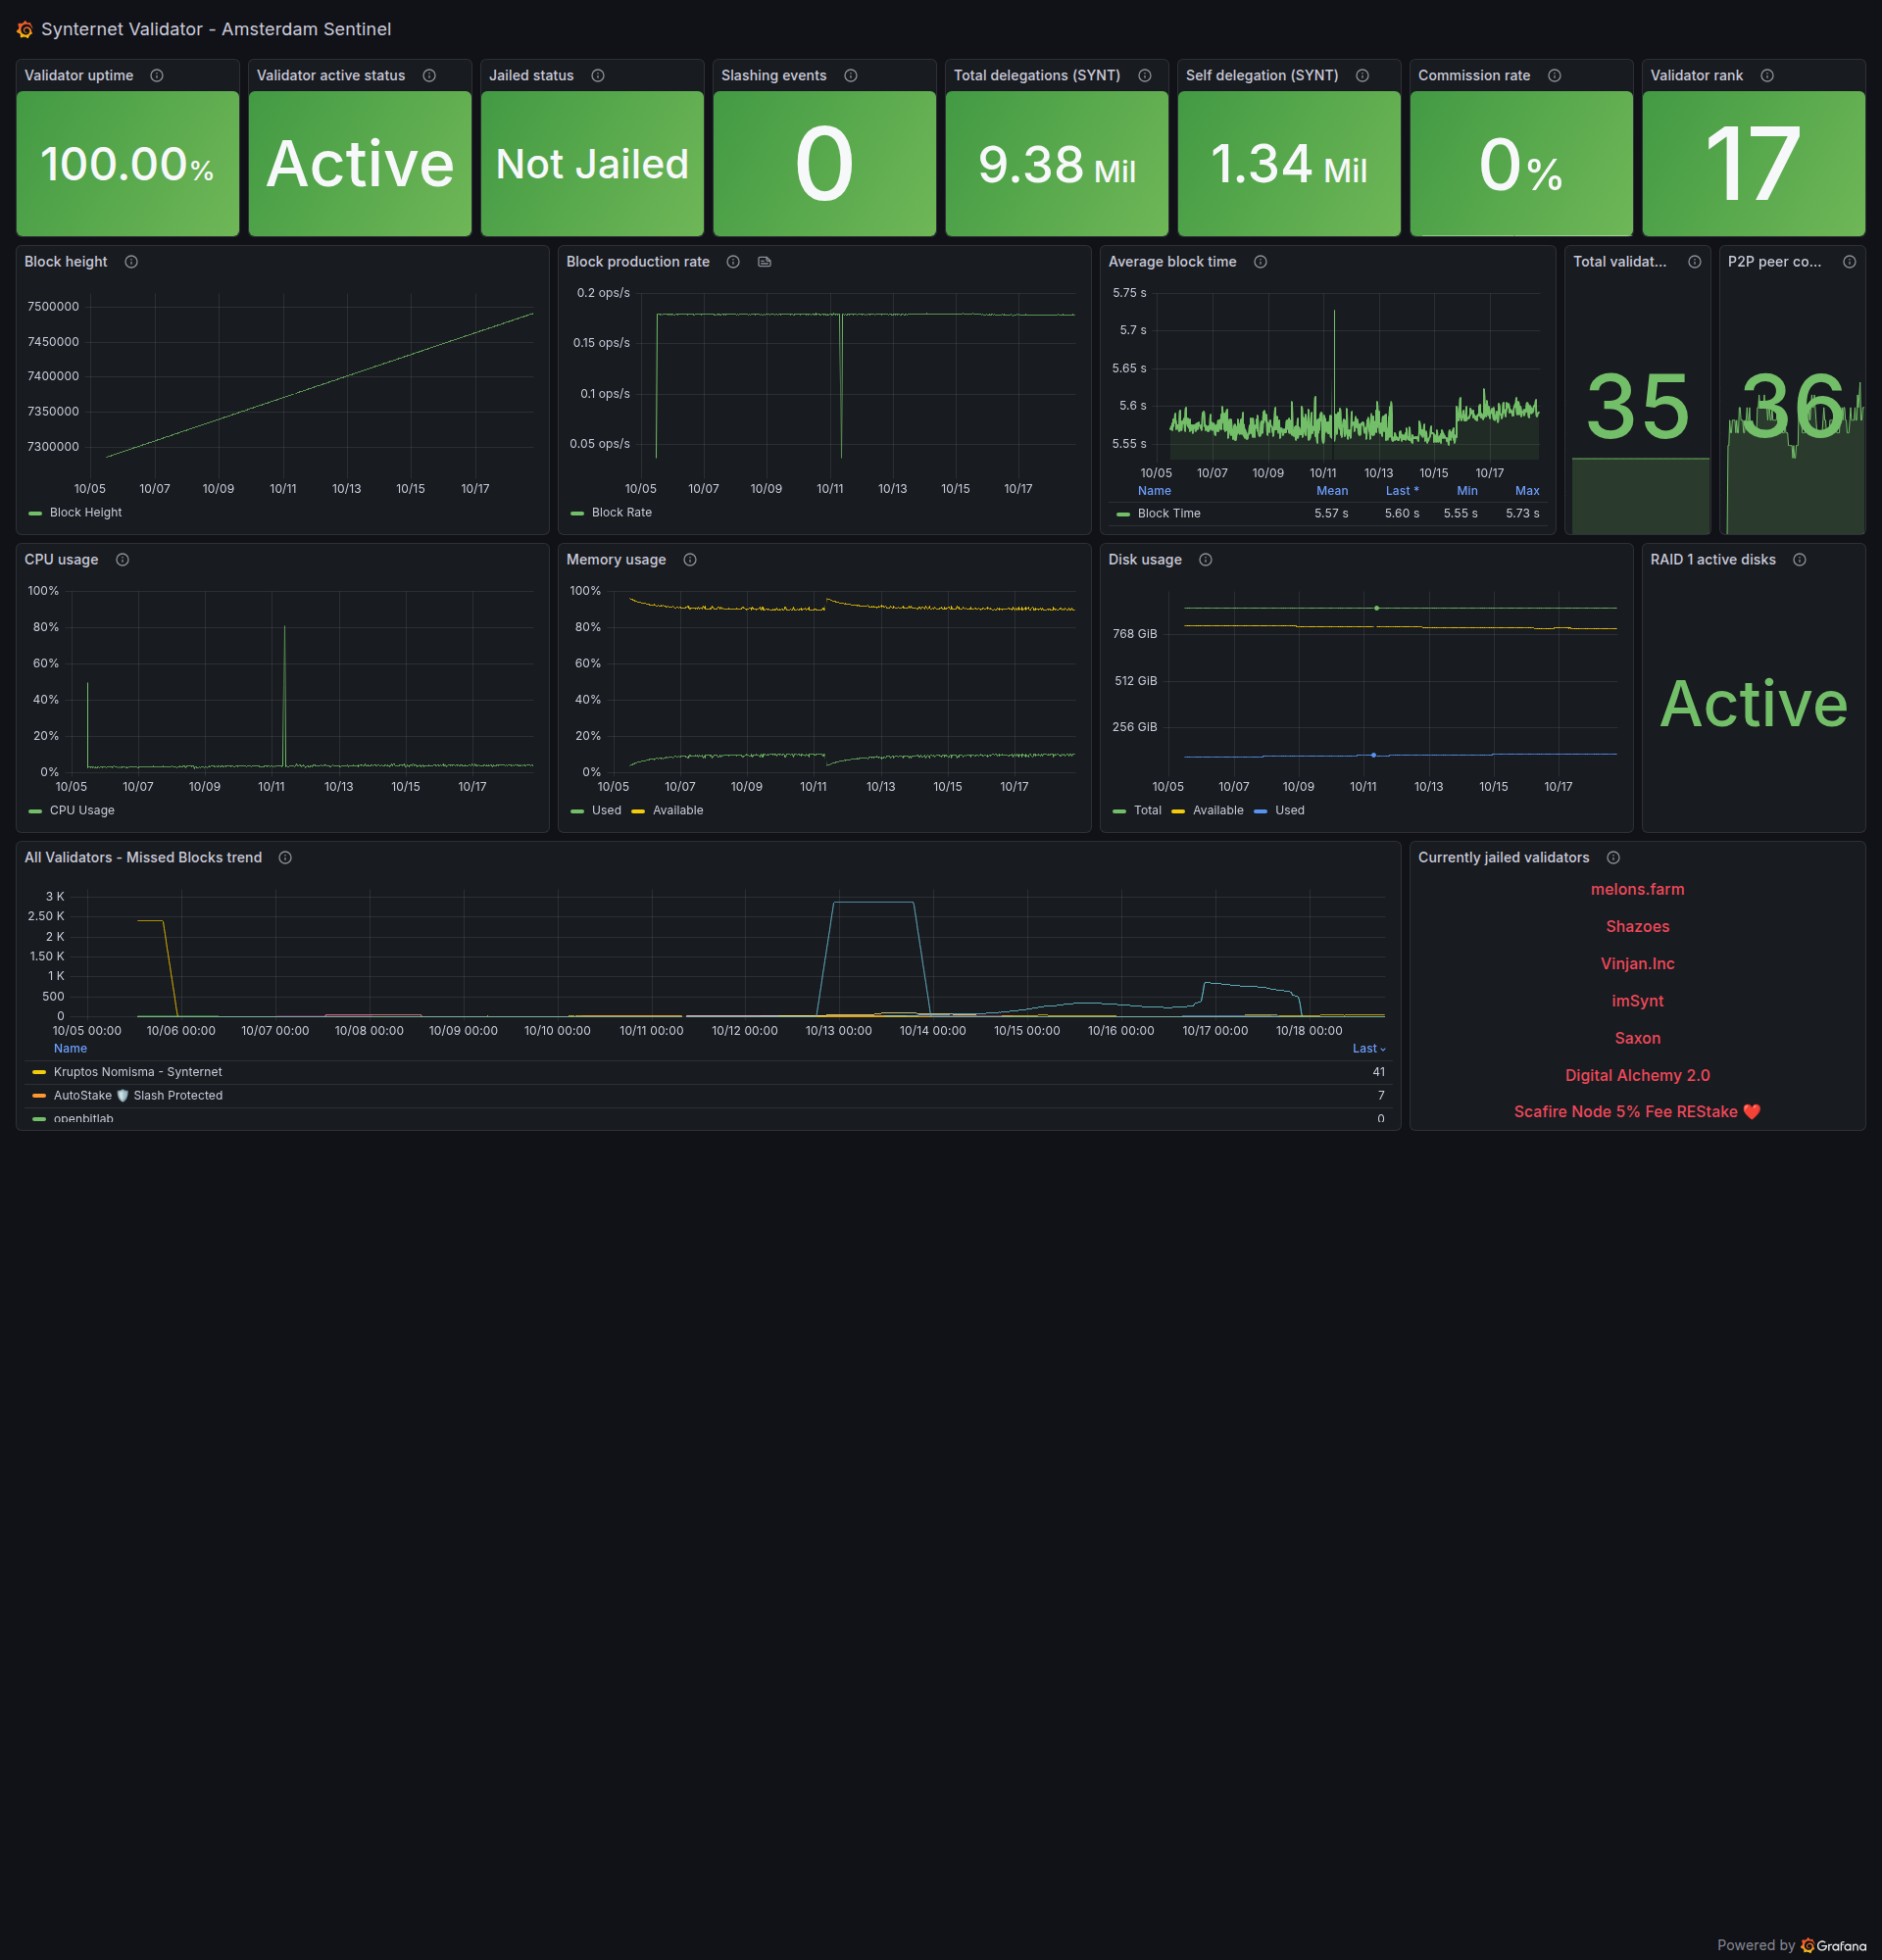 Synternet Validator - Amsterdam Sentinel
Validator uptime
100.00%
Validator active status
Active
Jailed status
Not Jailed
Slashing events
0
Total delegations (SYNT)
9.38 Mil
Self delegation (SYNT)
1.34 Mil
Commission rate
0%
Validator rank
17
Block height
7500000
7450000
7400000
7350000
7300000
10/05 10/07 10/09 10/11 10/13 10/15 10/17
Block Height
Block production rate
0.2 ops/s
0.15 ops/s
0.1 ops/s
0.05 ops/s
10/05 10/07 10/09 10/11 10/13 10/15 10/17
Block Rate
Average block time
5.75 s
5.7 s
5.65 s
5.6 s
5.55 s
10/05 10/07 10/09 10/11 10/13 10/15 10/17
Name Mean Last * Min Max
Block TIme 5.57 s 5.60 s 5.55 s 5.73 s
Total validat...
35
P2P peer co...
36
CPU usage
100%
80%
60%
40%
20%
0%
10/05 10/07 10/09 10/11 10/13 10/15 10/17
CPU Usage
Memory usage
100%
80%
60%
40%
20%
0%
10/05 10/07 10/09 10/11 10/13 10/15 10/17
Used Available
Disk usage
768 GiB
512 GiB
256 GiB
10/05 10/07 10/09 10/11 10/13 10/15 10/17
Total Available Used
RAID 1 active disks
Active
All Validators - Missed Blocks trend
3 K
2.50 K
2 K
1.50 K
1 K
500
0
10/05 00:00 10/06 00:00 10/07 00:00 10/08 00:00 10/09 00:00 10/10 00:00 10/11 00:00 10/12 00:00 10/13 00:00 10/14 00:00 10/15 00:00 10/16 00:00 10/17 00:00 10/18 00:00
Name Last
Kruptos Nomisma - Synternet 41
AutoStake 🛡️ Slash Protected 7
openbitlab 0
Currently jailed validators
melons.farm
Shazoes
Vinjan.Inc
imSynt
Saxon
Digital Alchemy 2.0
Scafire Node 5% Fee REStake ❤️
Powered by Grafana